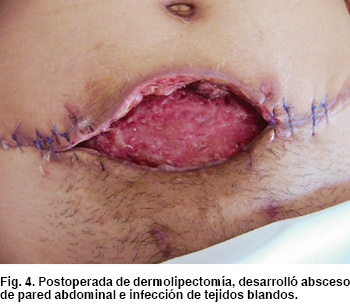 Fig. 4. Postoperada de dermolipectomía, desarrolló absceso
de pared abdominal e infección de tejidos blandos.